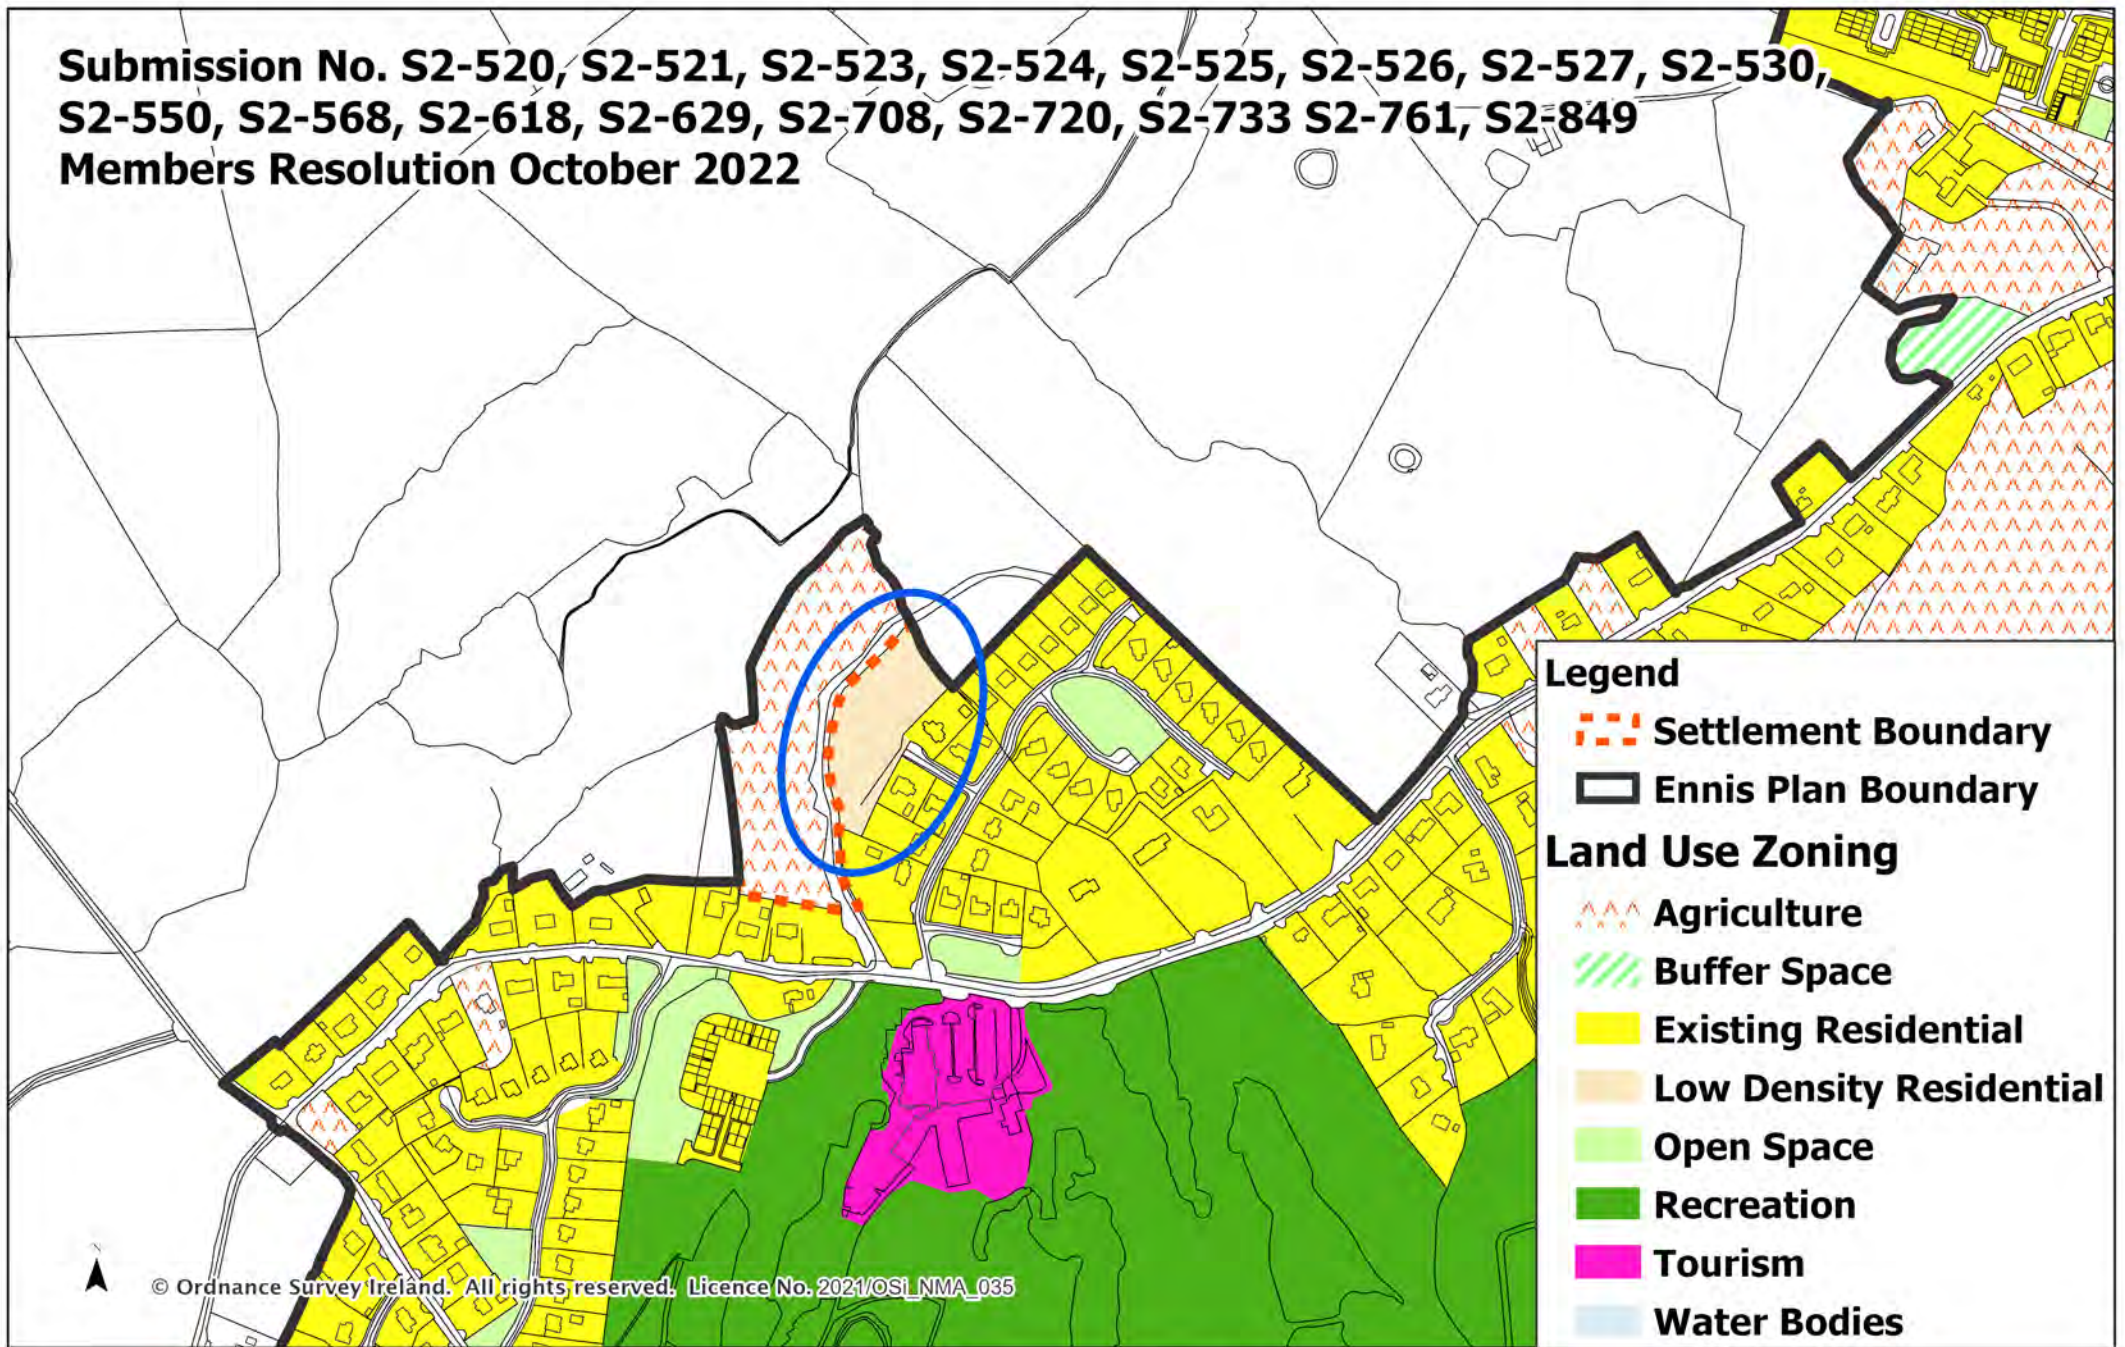 Submission No. S2-520, S2-521, S2-523, S2-524, S2-525, S2-526, S2-527, S2-530,
S2-550, S2-568, S2-618, S2-629, S2-708, S2-720, S2-733 S2-761, S2-849
Members Resolution October 2022
Legend
Settlement Boundary
Ennis Plan Boundary
Land Use Zoning
Agriculture
Buffer Space
Existing Residential
Low Density Residential
Open Space
Recreation
Tourism
Water Bodies
© Ordnance Survey Ireland. All rights reserved. Licence No. 2021/OSi_NMA_035